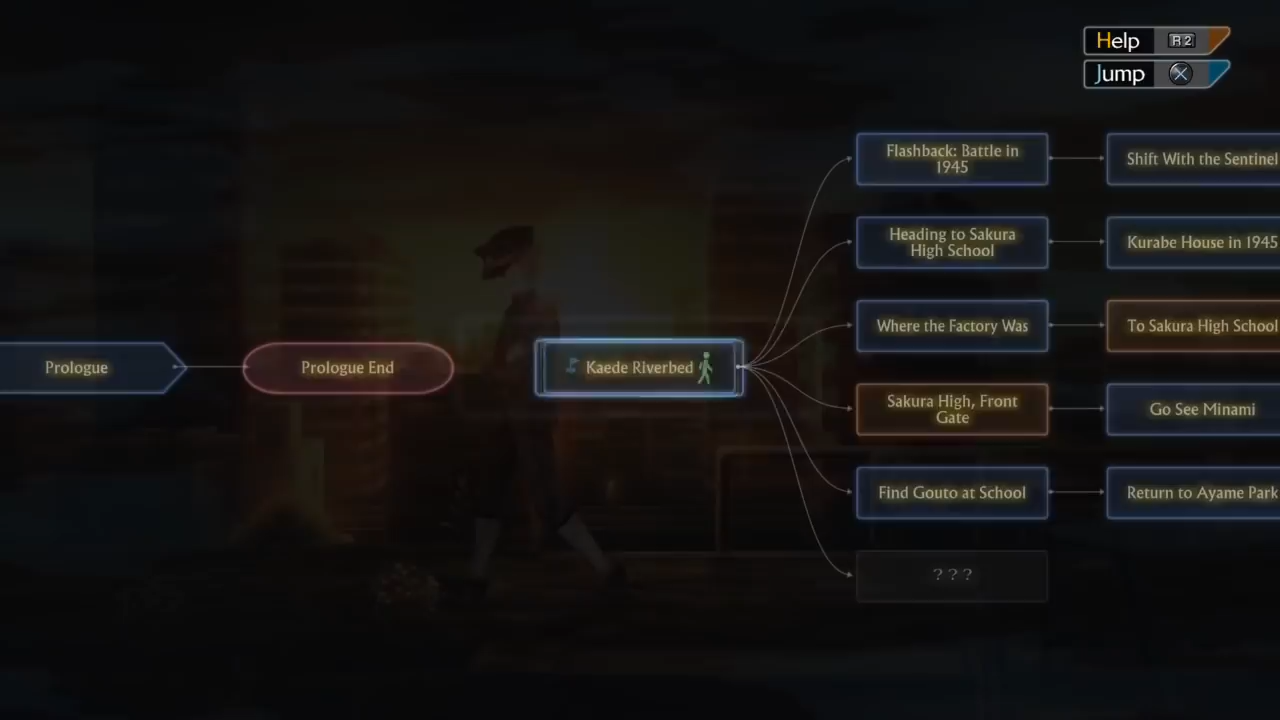 Help R2
Jump
Flashback: Battle in
1945
Shift With the Sentinel
Heading to Sakura
High School
Kurabe House in 1945
Where the Factory Was
To Sakura High School
Prologue
Prologue End
Kaede Riverbed
Sakura High, Front
Gate
Go See Minami
Find Gouto at School
Return to Ayame Park
? ? ?